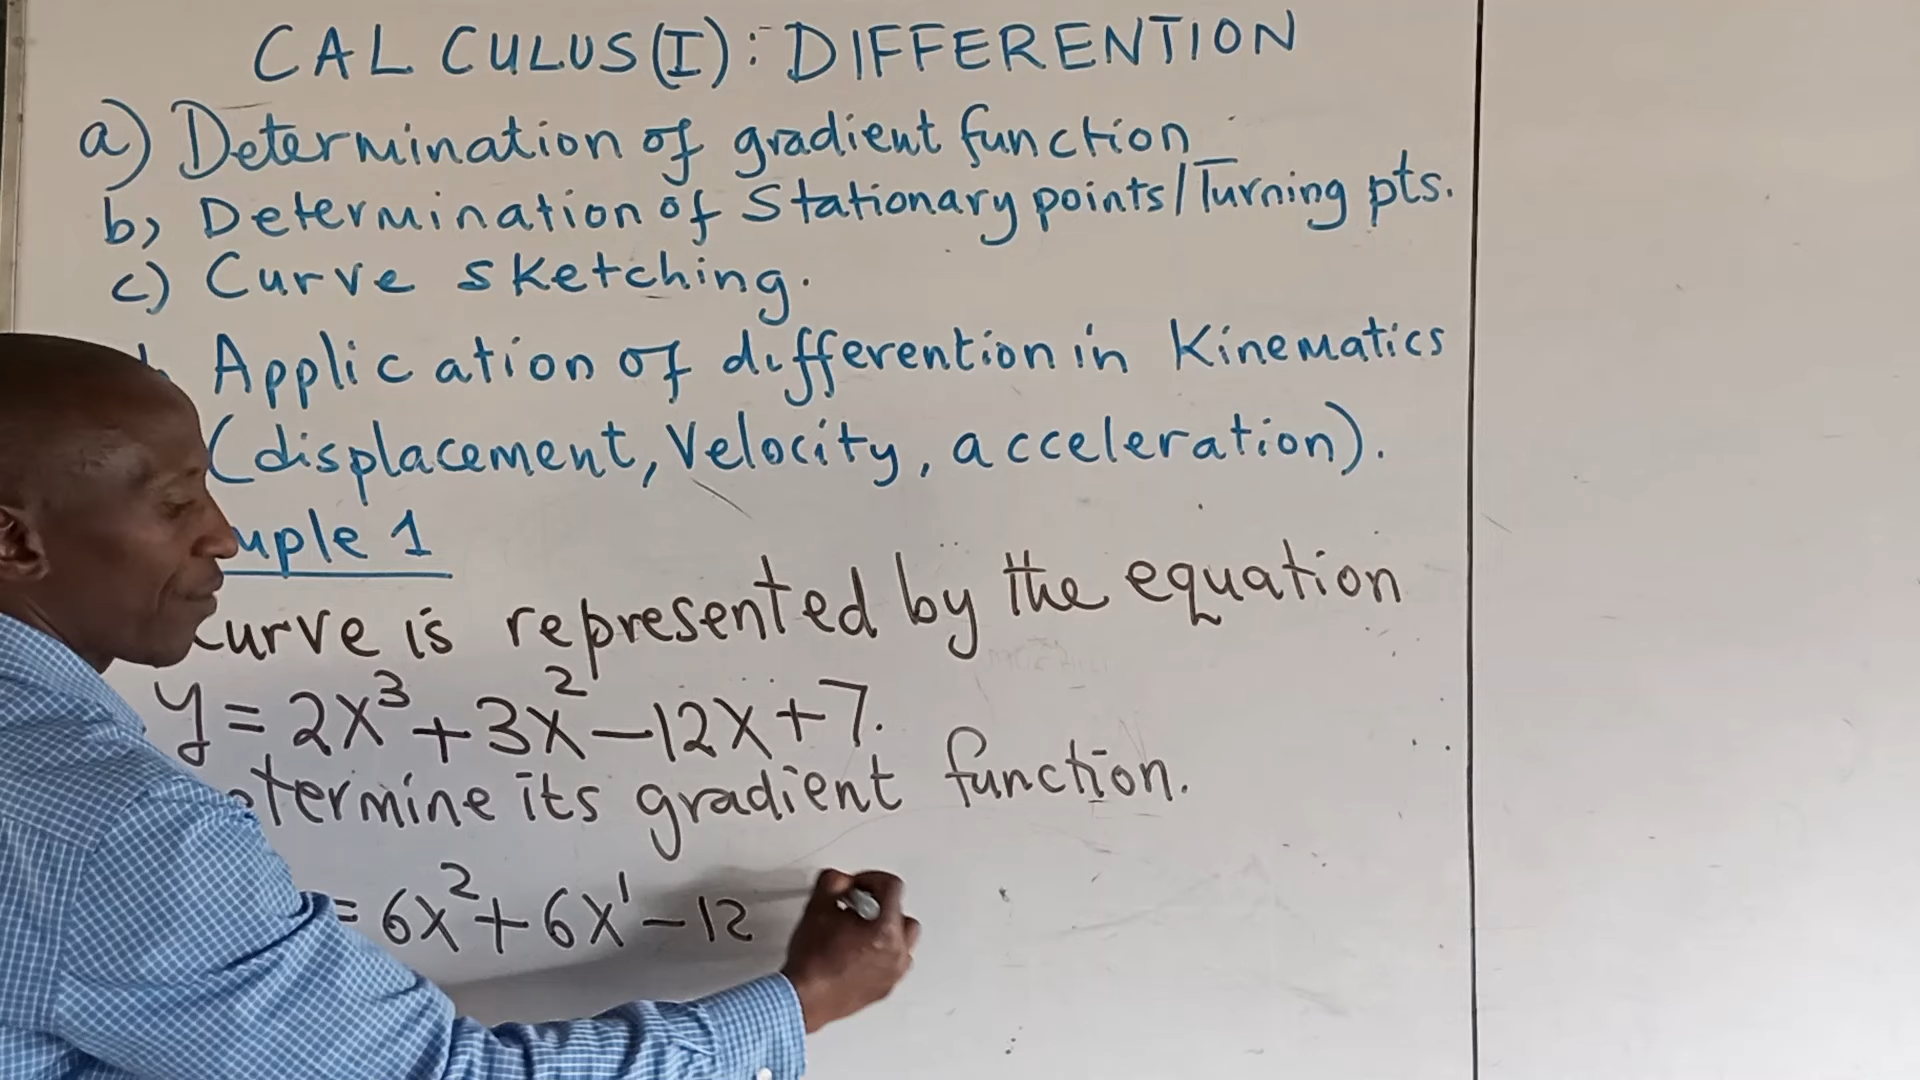 CALCULUS(I): DIFFERENTION
a) Determination of gradient function
b) Determination of Stationary points/Turning pts.
c) Curve sketching.
Application of differention in Kinematics
(displacement, Velocity, acceleration).
mple 1
curve is represented by the equation
y = 2x³ + 3x² - 12x + 7.
termine its gradient function.
= 6x² + 6x¹ - 12